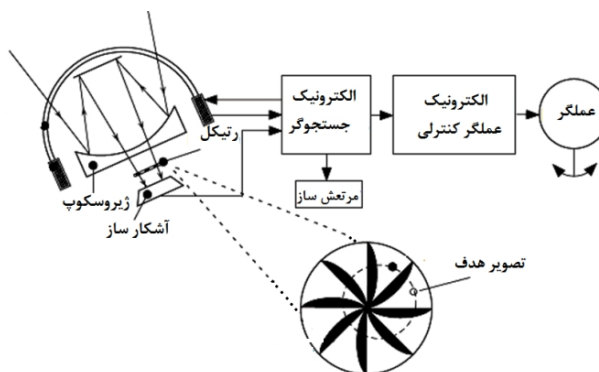 الکترونیک
جستجوگر
الکترونیک
عملگر کنترلی
عملگر
رتیکل
مرتعش ساز
ژیروسکوپ
آشکار ساز
تصویر هدف